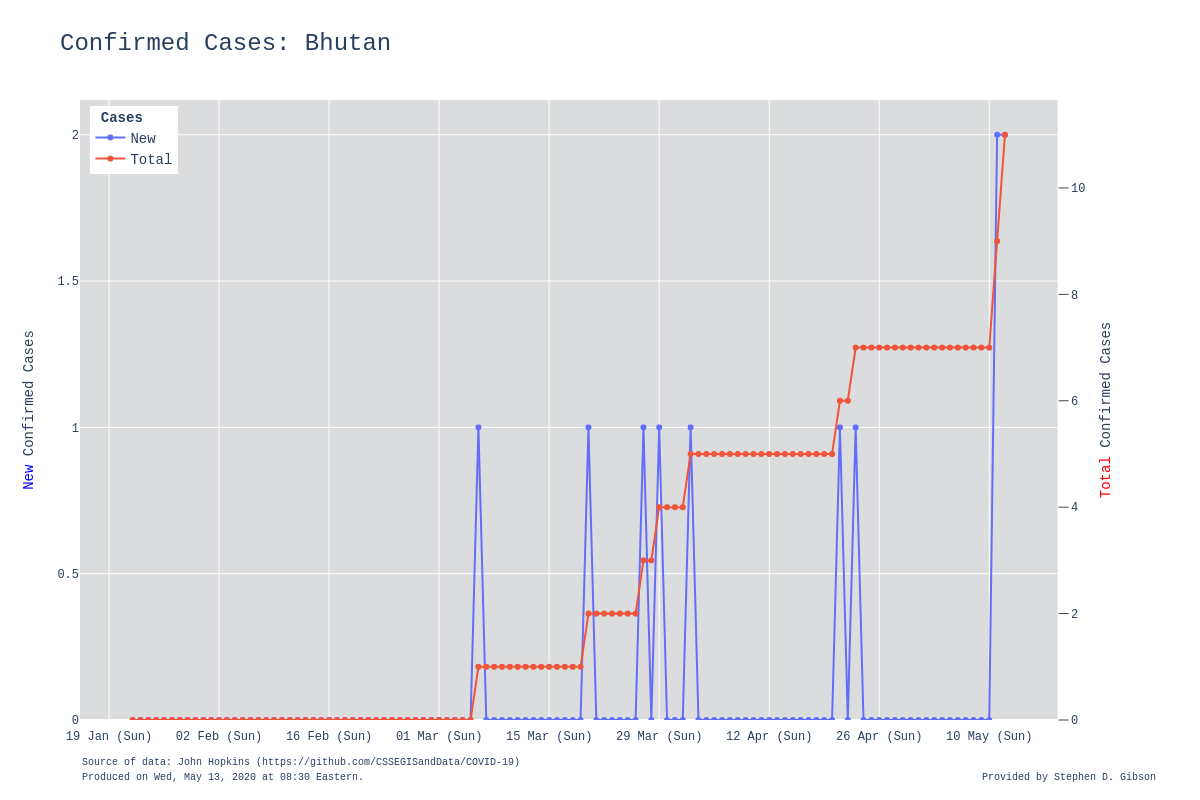 Confirmed Cases: Bhutan
Cases
New
Total
2
1.5
1
0.5
0
10
8
6
4
2
0
New Confirmed Cases
Total Confirmed Cases
19 Jan (Sun) 02 Feb (Sun) 16 Feb (Sun) 01 Mar (Sun) 15 Mar (Sun) 29 Mar (Sun) 12 Apr (Sun) 26 Apr (Sun) 10 May (Sun)
Source of data: John Hopkins (https://github.com/CSSEGISandData/COVID-19)
Produced on Wed, May 13, 2020 at 08:30 Eastern.
Provided by Stephen D. Gibson